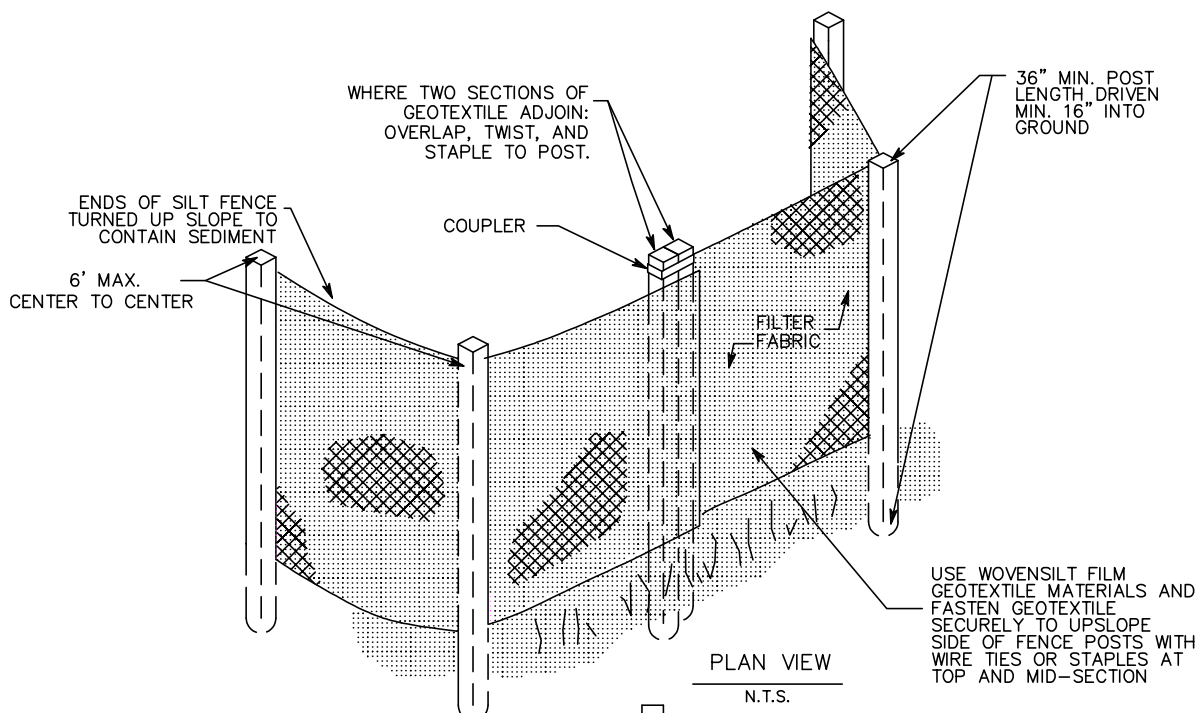 WHERE TWO SECTIONS OF
GEOTEXTILE ADJOIN:
OVERLAP, TWIST, AND
STAPLE TO POST.
36" MIN. POST
LENGTH DRIVEN
MIN. 16" INTO
GROUND
ENDS OF SILT FENCE
TURNED UP SLOPE TO
CONTAIN SEDIMENT
COUPLER
6' MAX.
CENTER TO CENTER
FILTER
FABRIC
USE WOVENSILT FILM
GEOTEXTILE MATERIALS AND
FASTEN GEOTEXTILE
SECURELY TO UPSLOPE
SIDE OF FENCE POSTS WITH
WIRE TIES OR STAPLES AT
TOP AND MID-SECTION
PLAN VIEW
N.T.S.